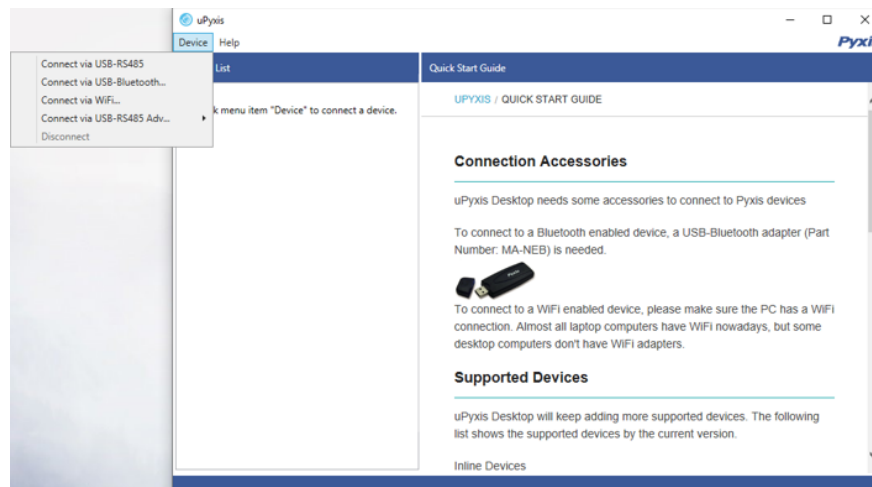 uPyxis
Device Help
Pyxi
Connect via USB-RS485
Connect via USB-Bluetooth...
Connect via WiFi...
Connect via USB-RS485 Adv...
Disconnect
List
k menu item "Device" to connect a device.
Quick Start Guide
UPYXIS / QUICK START GUIDE
Connection Accessories
uPyxis Desktop needs some accessories to connect to Pyxis devices
To connect to a Bluetooth enabled device, a USB-Bluetooth adapter (Part
Number: MA-NEB) is needed.
To connect to a WiFi enabled device, please make sure the PC has a WiFi
connection. Almost all laptop computers have WiFi nowadays, but some
desktop computers don't have WiFi adapters.
Supported Devices
uPyxis Desktop will keep adding more supported devices. The following
list shows the supported devices by the current version.
Inline Devices